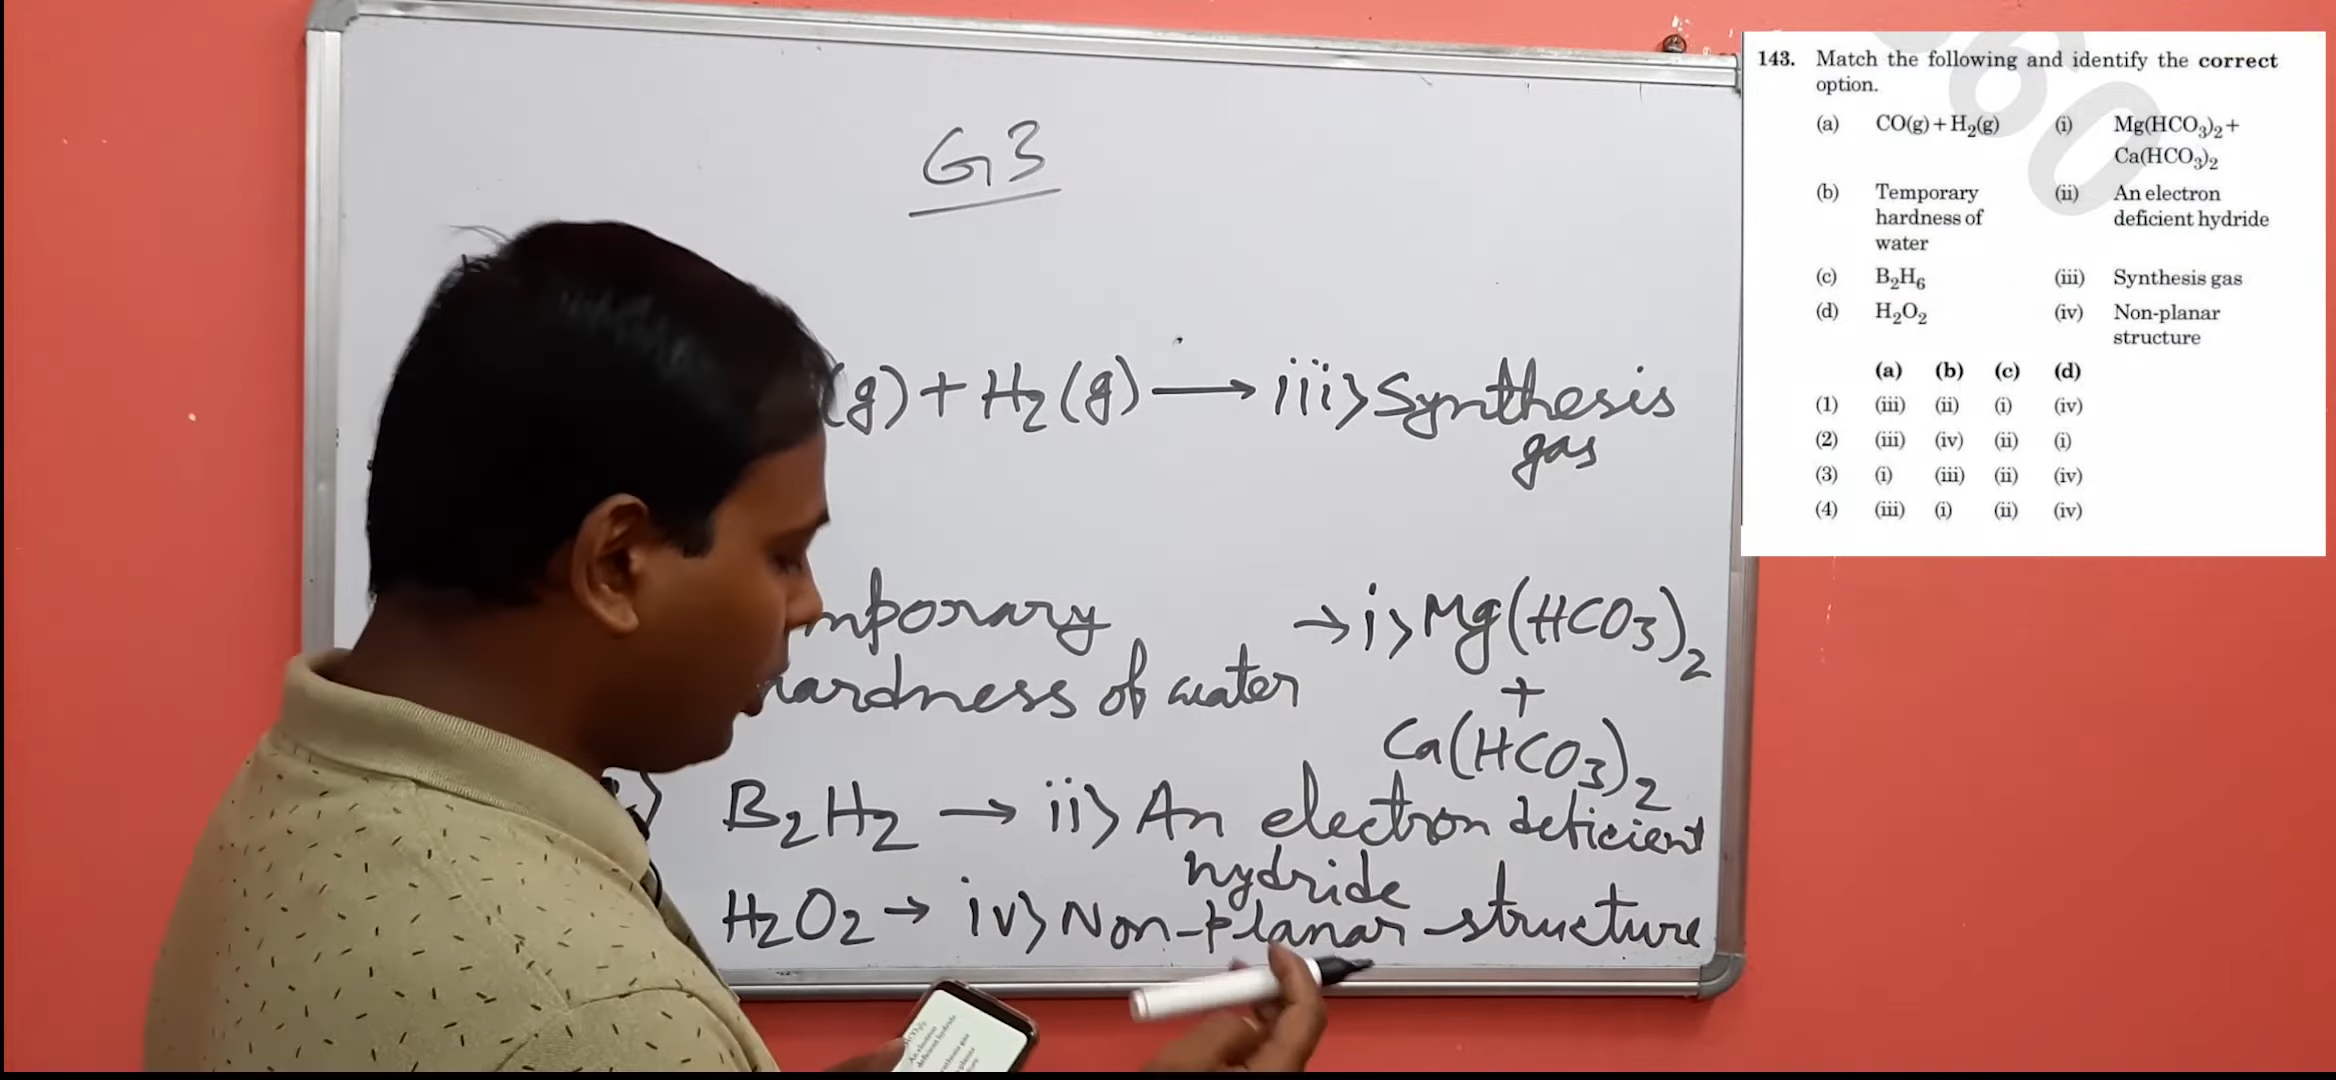 G3
(g) + H2(g) → iii> Synthesis
gas
mporary → i> Mg(HCO3)2
hardness of water
+
Ca(HCO3)2
B2H2 → ii> An electron deficient
hydride
H2O2 → iv> Non-planar structure
143. Match the following and identify the correct
option.
(a) CO(g) + H2(g) (i) Mg(HCO3)2 +
Ca(HCO3)2
(b) Temporary (ii) An electron
hardness of deficient hydride
water
(c) B2H6 (iii) Synthesis gas
(d) H2O2 (iv) Non-planar
structure
(a) (b) (c) (d)
(1) (iii) (ii) (i) (iv)
(2) (iii) (iv) (ii) (i)
(3) (i) (iii) (ii) (iv)
(4) (iii) (i) (ii) (iv)